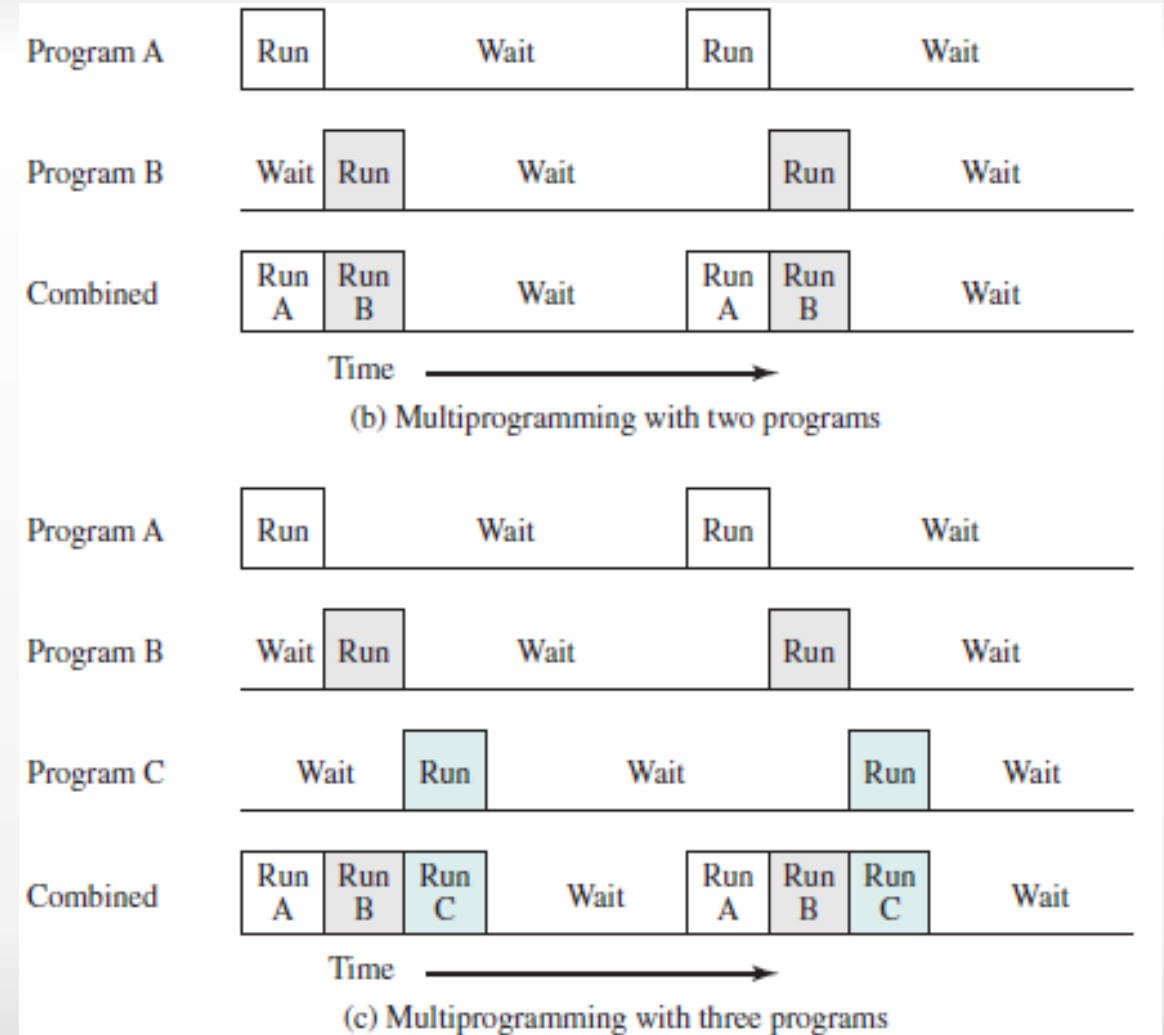 Program A Run Wait Run Wait
Program B Wait Run Wait Run Wait
Combined Run A Run B Wait Run A Run B Wait
Time
(b) Multiprogramming with two programs
Program A Run Wait Run Wait
Program B Wait Run Wait Run Wait
Program C Wait Run Wait Run Wait
Combined Run A Run B Run C Wait Run A Run B Run C Wait
Time
(c) Multiprogramming with three programs